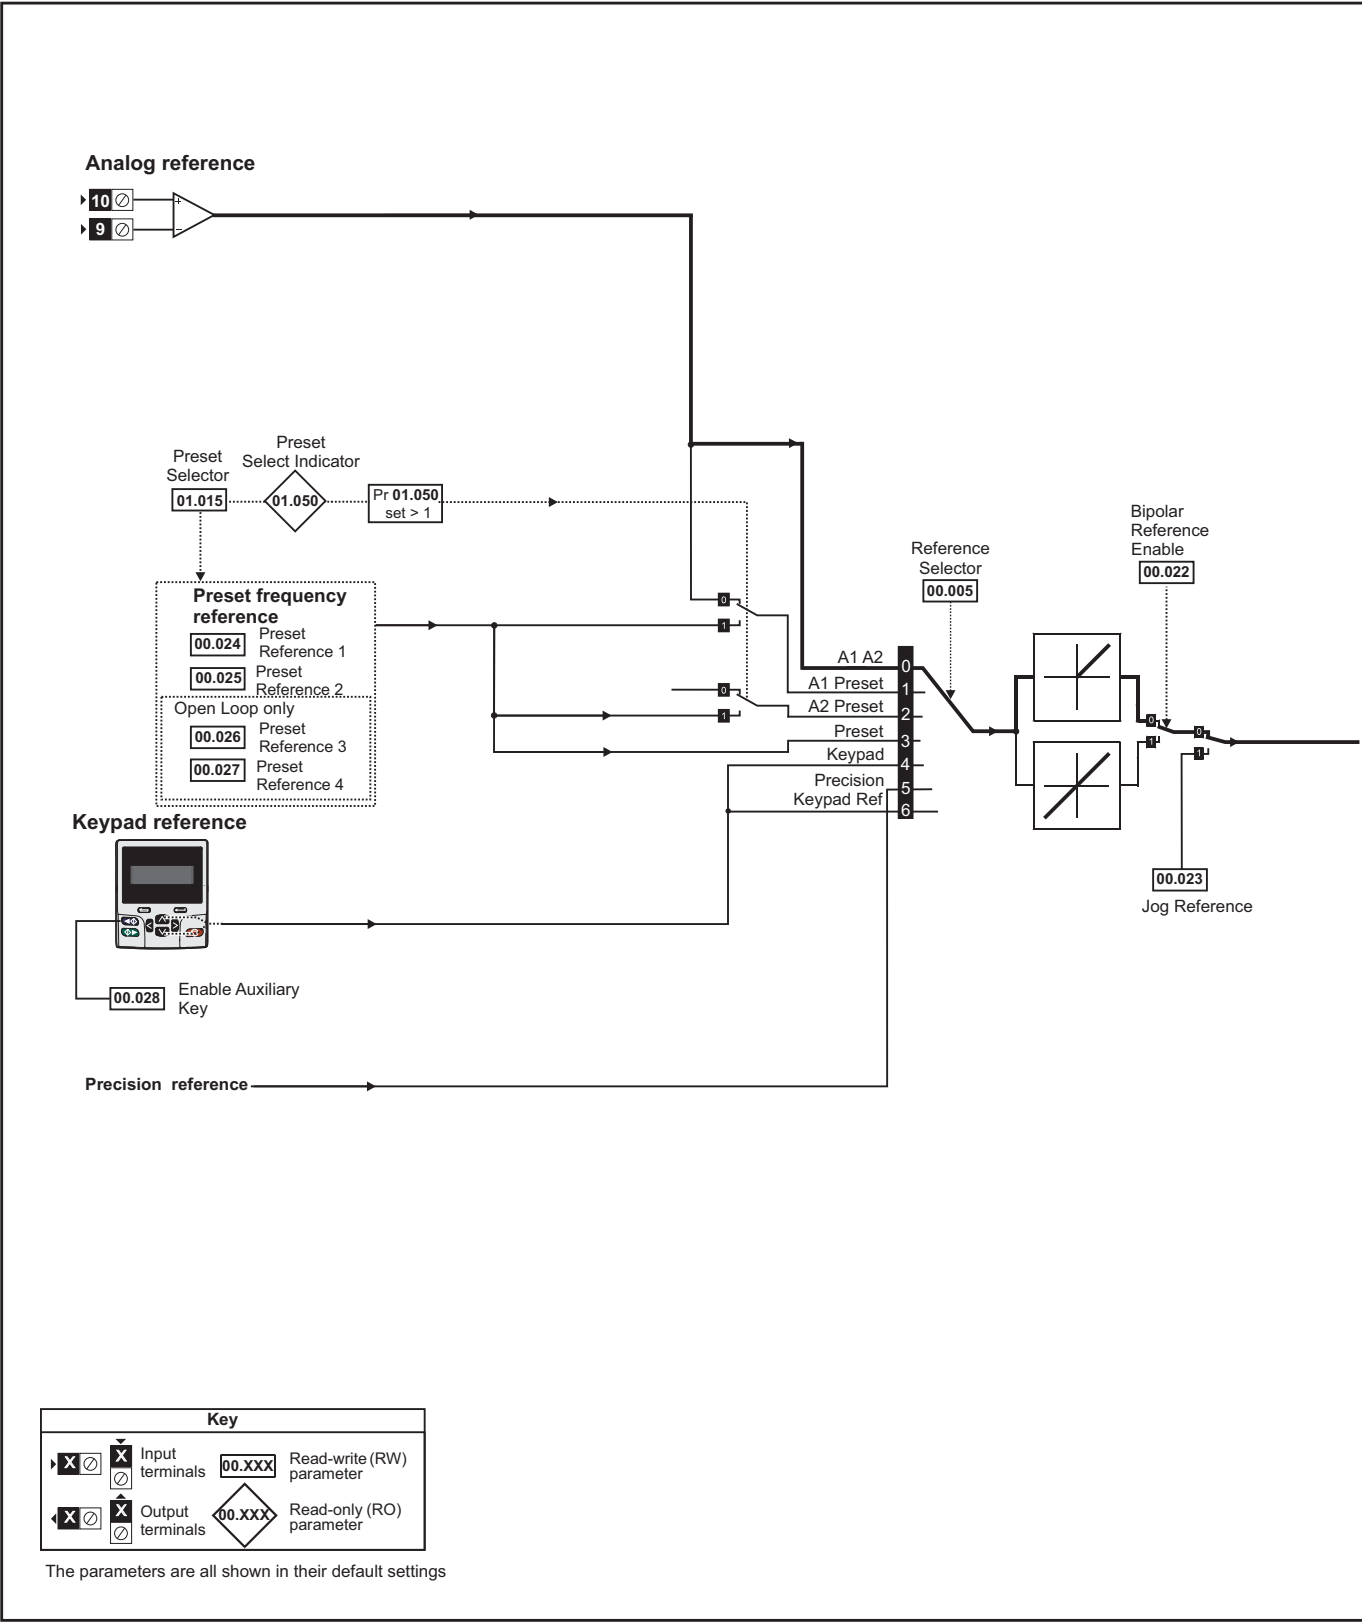 Analog reference
10
+
9
–
Preset
Selector
01.015
Preset
Select Indicator
01.050
Pr 01.050
set > 1
Preset frequency
reference
00.024 Preset
Reference 1
00.025 Preset
Reference 2
Open Loop only
00.026 Preset
Reference 3
00.027 Preset
Reference 4
0
1
0
1
Reference
Selector
00.005
A1 A2 0
A1 Preset 1
A2 Preset 2
Preset 3
Keypad 4
Precision 5
Keypad Ref 6
Bipolar
Reference
Enable
00.022
0
1
0
1
00.023
Jog Reference
Keypad reference
00.028 Enable Auxiliary
Key
Precision reference
Key
X X Input
terminals
00.XXX Read-write (RW)
parameter
X X Output
terminals
00.XXX Read-only (RO)
parameter
The parameters are all shown in their default settings